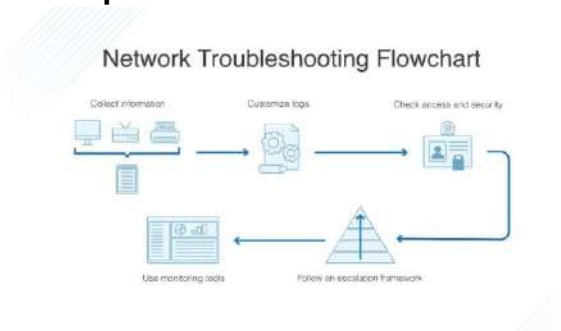 Network Troubleshooting Flowchart
Collect information
Customize logs
Check access and security
Use monitoring tools
Follow an escalation framework